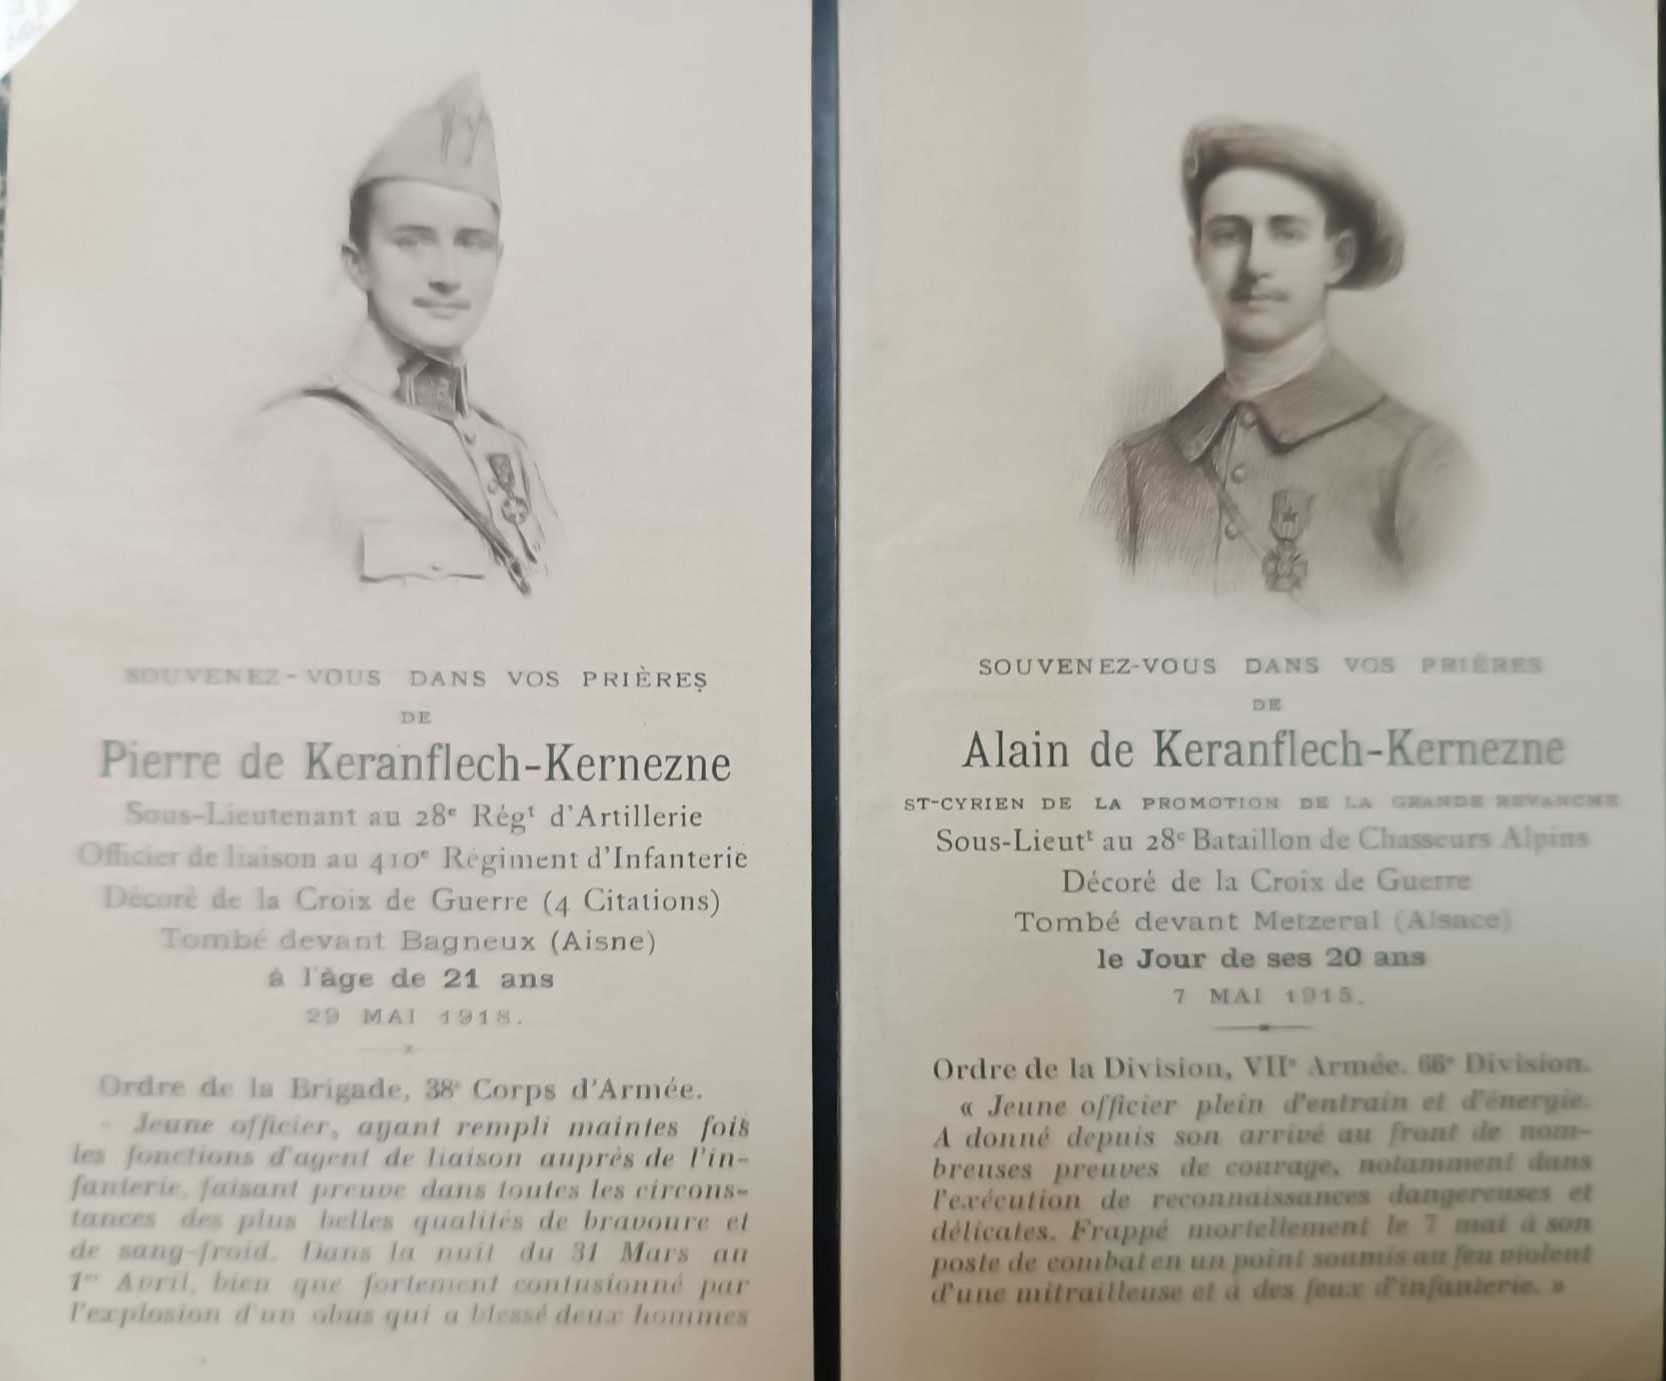 SOUVENEZ-VOUS DANS VOS PRIÈRES
DE
Pierre de Keranflech-Kernezne
Sous-Lieutenant au 28e Régt d'Artillerie
Officier de liaison au 410e Régiment d'Infanterie
Décoré de la Croix de Guerre (4 Citations)
Tombé devant Bagneux (Aisne)
à l'âge de 21 ans
29 MAI 1918.
Ordre de la Brigade, 38e Corps d'Armée.
« Jeune officier, ayant rempli maintes fois
les fonctions d'agent de liaison auprès de l'in-
fanterie, faisant preuve dans toutes les circons-
tances des plus belles qualités de bravoure et
de sang-froid. Dans la nuit du 31 Mars au
1er Avril, bien que fortement contusionné par
l'explosion d'un obus qui a blessé deux hommes
SOUVENEZ-VOUS DANS VOS PRIÈRES
DE
Alain de Keranflech-Kernezne
ST-CYRIEN DE LA PROMOTION DE LA GRANDE REVANCHE
Sous-Lieutt au 28e Bataillon de Chasseurs Alpins
Décoré de la Croix de Guerre
Tombé devant Metzeral (Alsace)
le Jour de ses 20 ans
7 MAI 1915.
Ordre de la Division, VIIe Armée. 66e Division.
« Jeune officier plein d'entrain et d'énergie.
A donné depuis son arrivé au front de nom-
breuses preuves de courage, notamment dans
l'exécution de reconnaissances dangereuses et
délicates. Frappé mortellement le 7 mai à son
poste de combat en un point soumis au feu violent
d'une mitrailleuse et à des feux d'infanterie. »